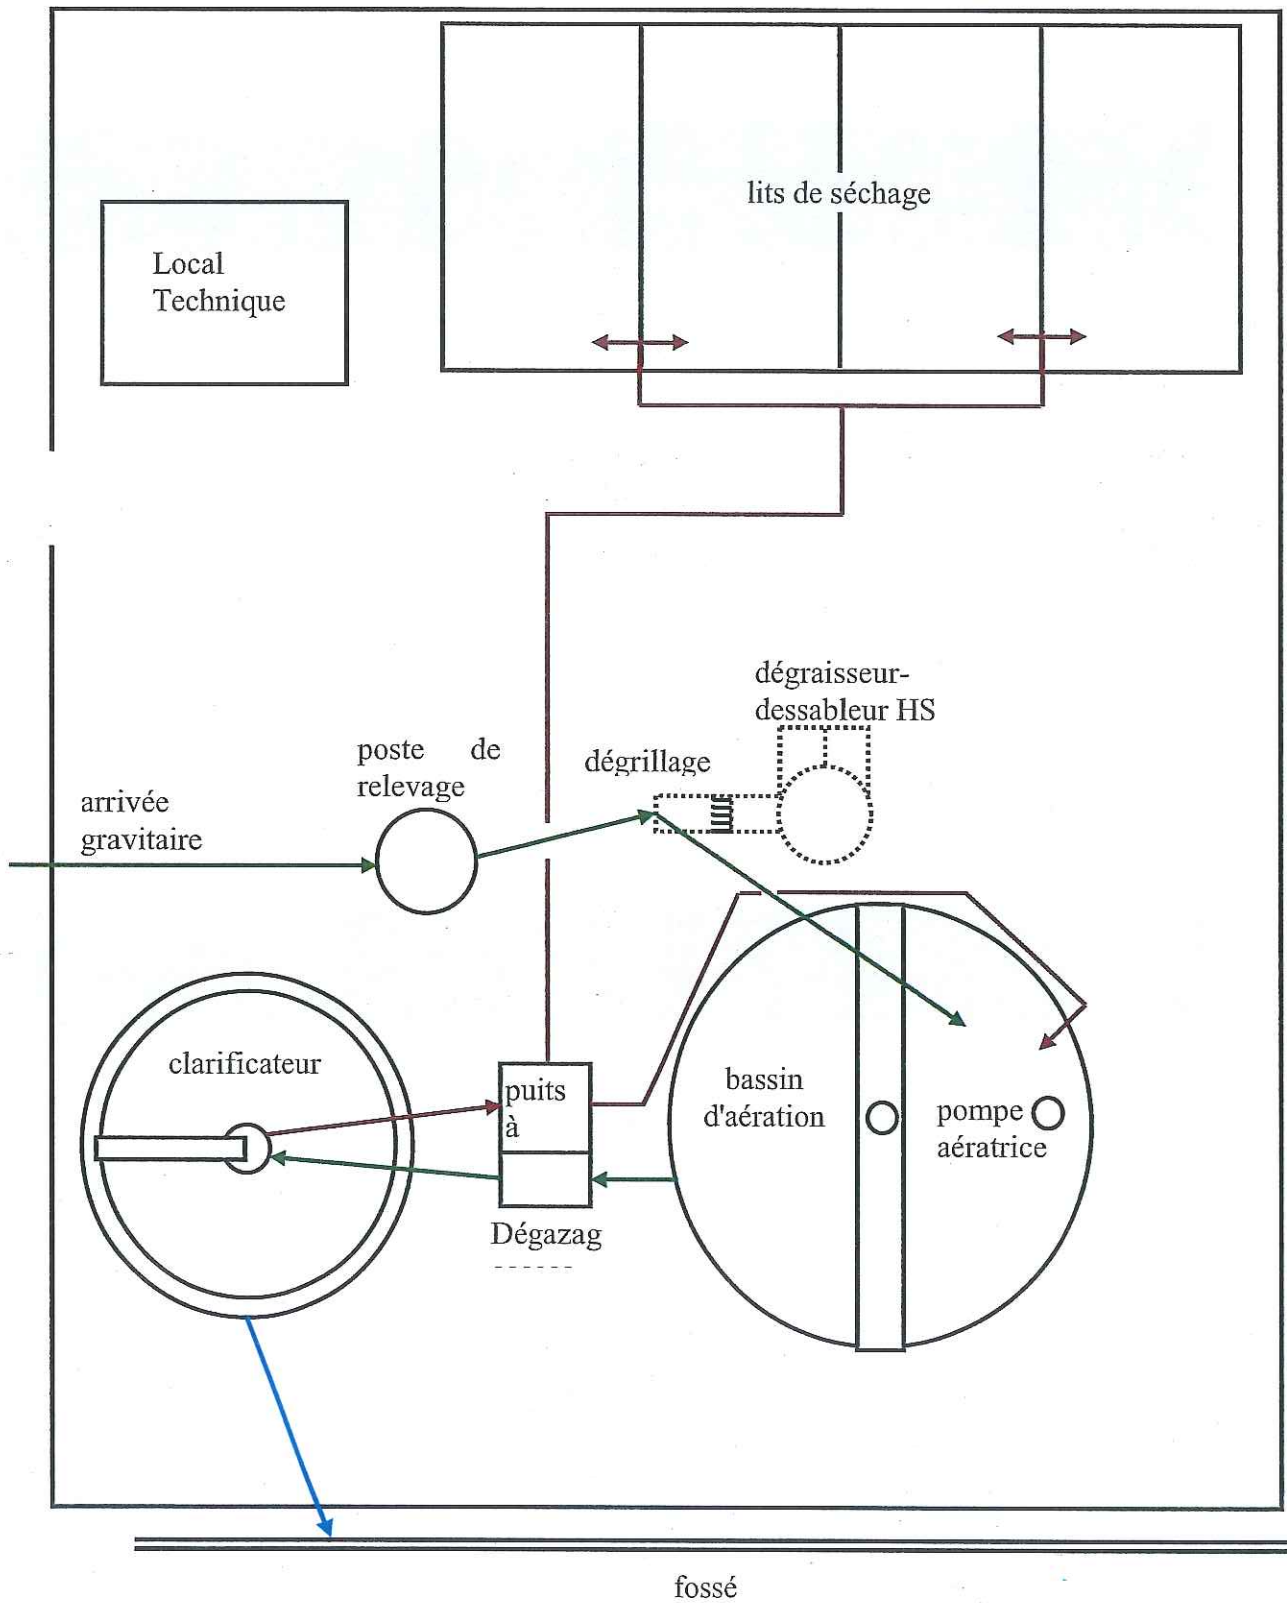 lits de séchage
Local
Technique
dégraisseur-
dessableur HS
poste de
relevage
dégrillage
arrivée
gravitaire
clarificateur
puits
à
bassin
d'aération
pompe
aératrice
Dégazag
fossé